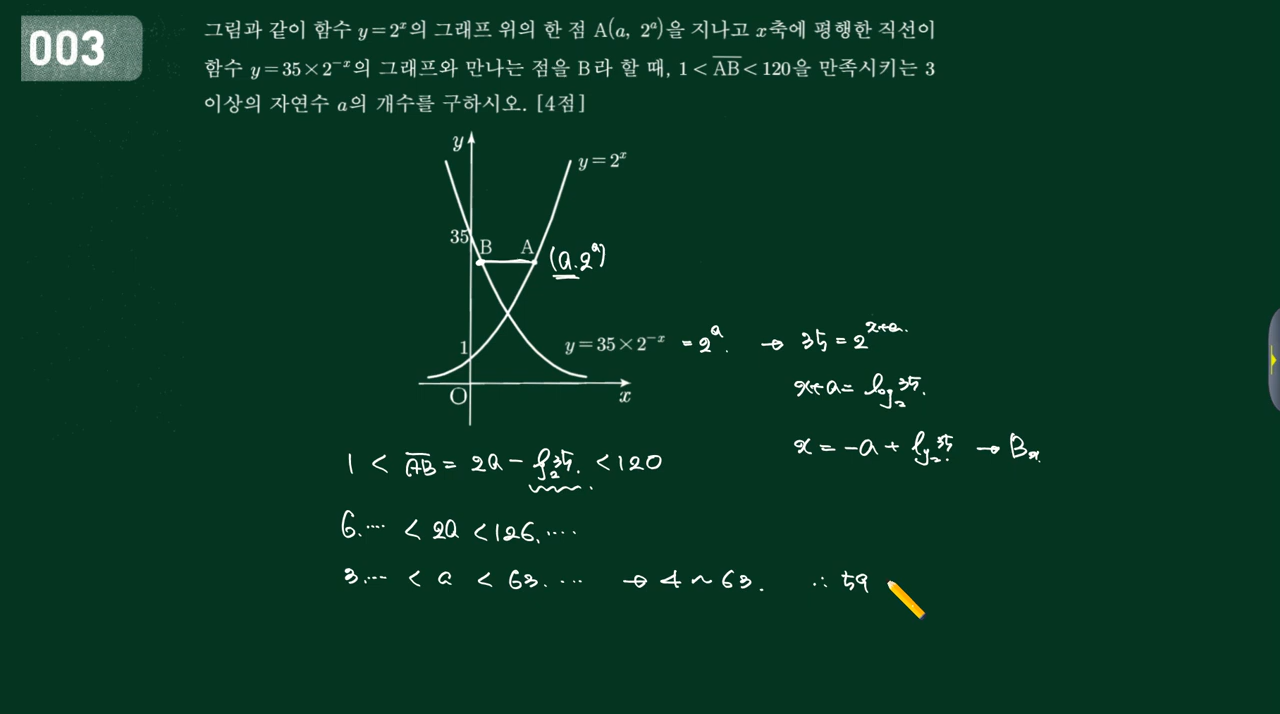 003
그림과 같이 함수 y=2^x의 그래프 위의 한 점 A(a, 2^a)을 지나고 x축에 평행한 직선이
함수 y=35×2^{-x}의 그래프와 만나는 점을 B라 할 때, 1<\overline{AB}<120을 만족시키는 3
이상의 자연수 a의 개수를 구하시오. [4점]
y
y=2^x
35
B
A
(a.2^a)
1
y=35×2^{-x} = 2^a. → 35 = 2^{x+a}.
O
x
x+a = log_2 35.
x = -a + log_2 35 → B_x.
1 < \overline{AB} = 2a - log_2 35. < 120
6.··· < 2a < 126.····
3.··· < a < 63.··· → 4 ~ 63. ∴ 59